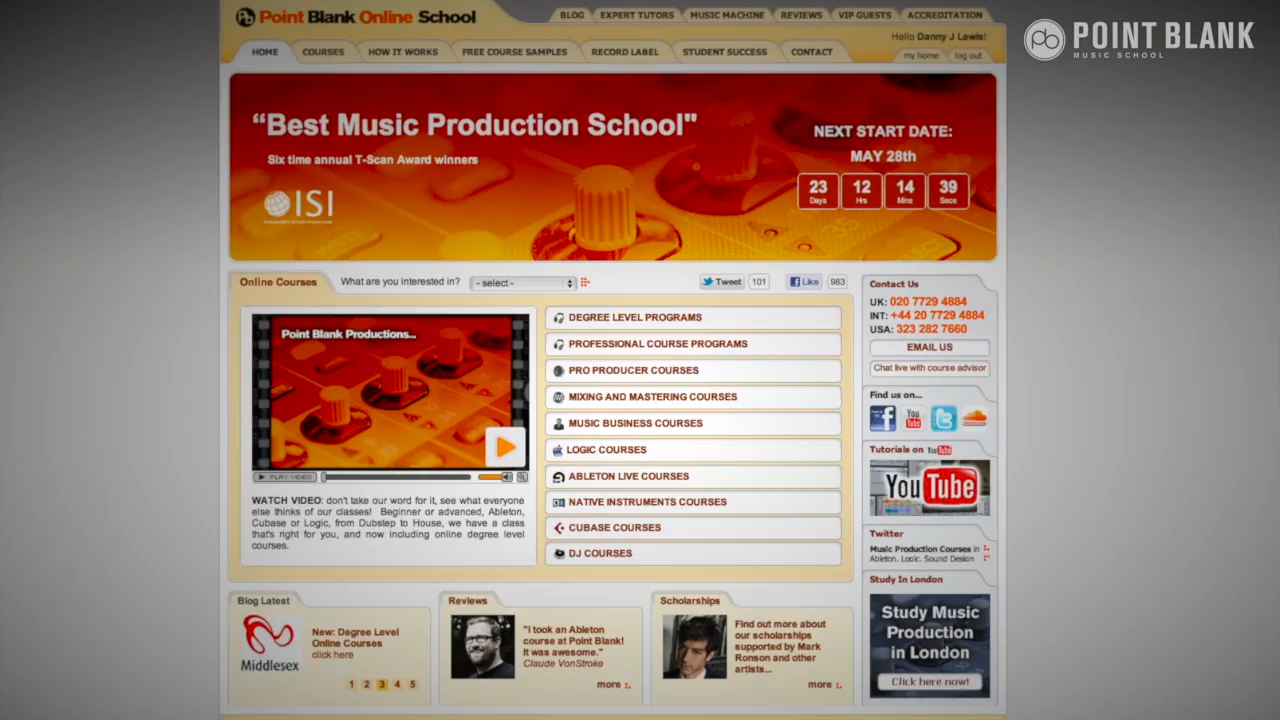 Point Blank Online School
BLOG EXPERT TUTORS MUSIC MACHINE REVIEWS VIP GUESTS ACCREDITATION
Hello Danny J Lewis!
HOME COURSES HOW IT WORKS FREE COURSE SAMPLES RECORD LABEL STUDENT SUCCESS CONTACT
my home log out
POINT BLANK
MUSIC SCHOOL
“Best Music Production School"
Six time annual T-Scan Award winners
ISI
NEXT START DATE:
MAY 28th
23 12 14 39
Days Hrs Mins Secs
Online Courses
What are you interested in? - select -
Tweet 101 Like 983
Point Blank Productions...
PLAY VIDEO
WATCH VIDEO: don't take our word for it, see what everyone
else thinks of our classes! Beginner or advanced, Ableton,
Cubase or Logic, from Dubstep to House, we have a class
that's right for you, and now including online degree level
courses.
DEGREE LEVEL PROGRAMS
PROFESSIONAL COURSE PROGRAMS
PRO PRODUCER COURSES
MIXING AND MASTERING COURSES
MUSIC BUSINESS COURSES
LOGIC COURSES
ABLETON LIVE COURSES
NATIVE INSTRUMENTS COURSES
CUBASE COURSES
DJ COURSES
Contact Us
UK: 020 7729 4884
INT: +44 20 7729 4884
USA: 323 282 7660
EMAIL US
Chat live with course advisor
Find us on...
You Tube
Tutorials on YouTube
YouTube
Twitter
Music Production Courses in
Ableton, Logic, Sound Design
Study In London
Study Music
Production
in London
Click here now!
Blog Latest
Middlesex
New: Degree Level
Online Courses
click here
1 2 3 4 5
Reviews
"I took an Ableton
course at Point Blank!
It was awesome."
Claude VonStroke
more
Scholarships
Find out more about
our scholarships
supported by Mark
Ronson and other
artists...
more